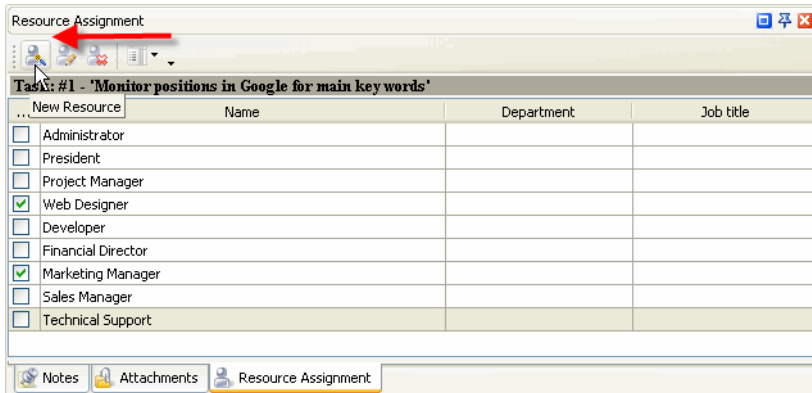 Resource Assignment
Task: #1 - 'Monitor positions in Google for main key words'
New Resource
... Name Department Job title
Administrator
President
Project Manager
Web Designer
Developer
Financial Director
Marketing Manager
Sales Manager
Technical Support
Notes Attachments Resource Assignment